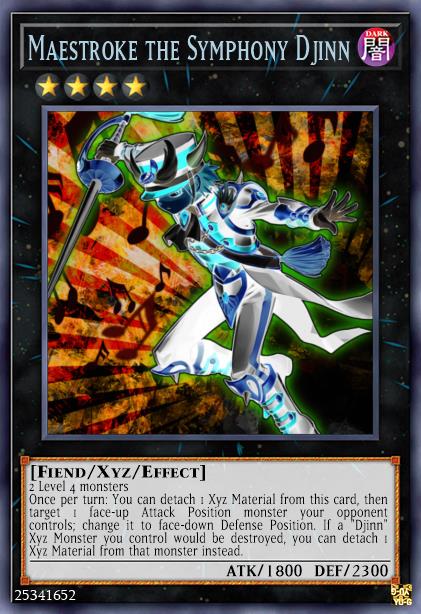 MAESTROKE THE SYMPHONY DJINN
DARK
闇
[FIEND/XYZ/EFFECT]
2 Level 4 monsters
Once per turn: You can detach 1 Xyz Material from this card, then
target 1 face-up Attack Position monster your opponent
controls; change it to face-down Defense Position. If a "Djinn"
Xyz Monster you control would be destroyed, you can detach 1
Xyz Material from that monster instead.
ATK/1800 DEF/2300
25341652